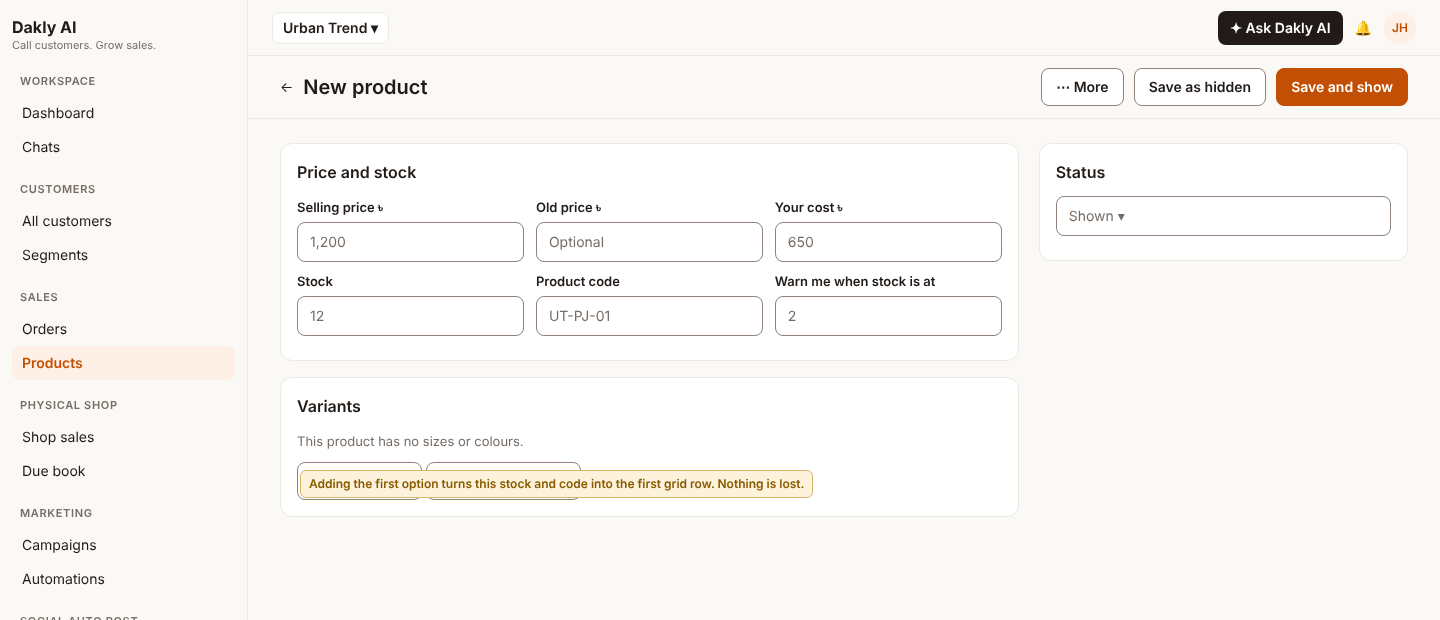 Dakly AI
Call customers. Grow sales.
WORKSPACE
Dashboard
Chats
CUSTOMERS
All customers
Segments
SALES
Orders
Products
PHYSICAL SHOP
Shop sales
Due book
MARKETING
Campaigns
Automations
Urban Trend ▾
✦ Ask Dakly AI
JH
← New product
··· More
Save as hidden
Save and show
Price and stock
Selling price ৳
Old price ৳
Your cost ৳
1,200
Optional
650
Stock
Product code
Warn me when stock is at
12
UT-PJ-01
2
Variants
This product has no sizes or colours.
Adding the first option turns this stock and code into the first grid row. Nothing is lost.
Status
Shown ▾